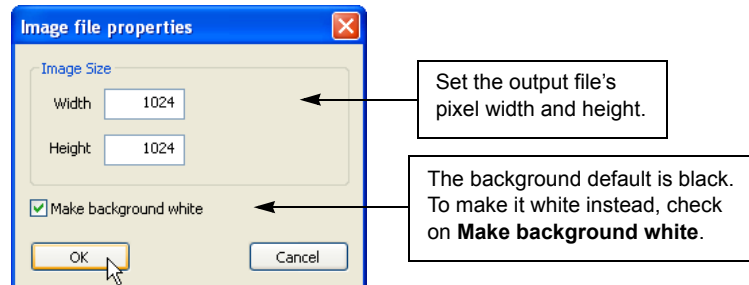 Image file properties
Image Size
Width 1024
Height 1024
Make background white
OK Cancel
Set the output file’s
pixel width and height.
The background default is black.
To make it white instead, check
on Make background white.